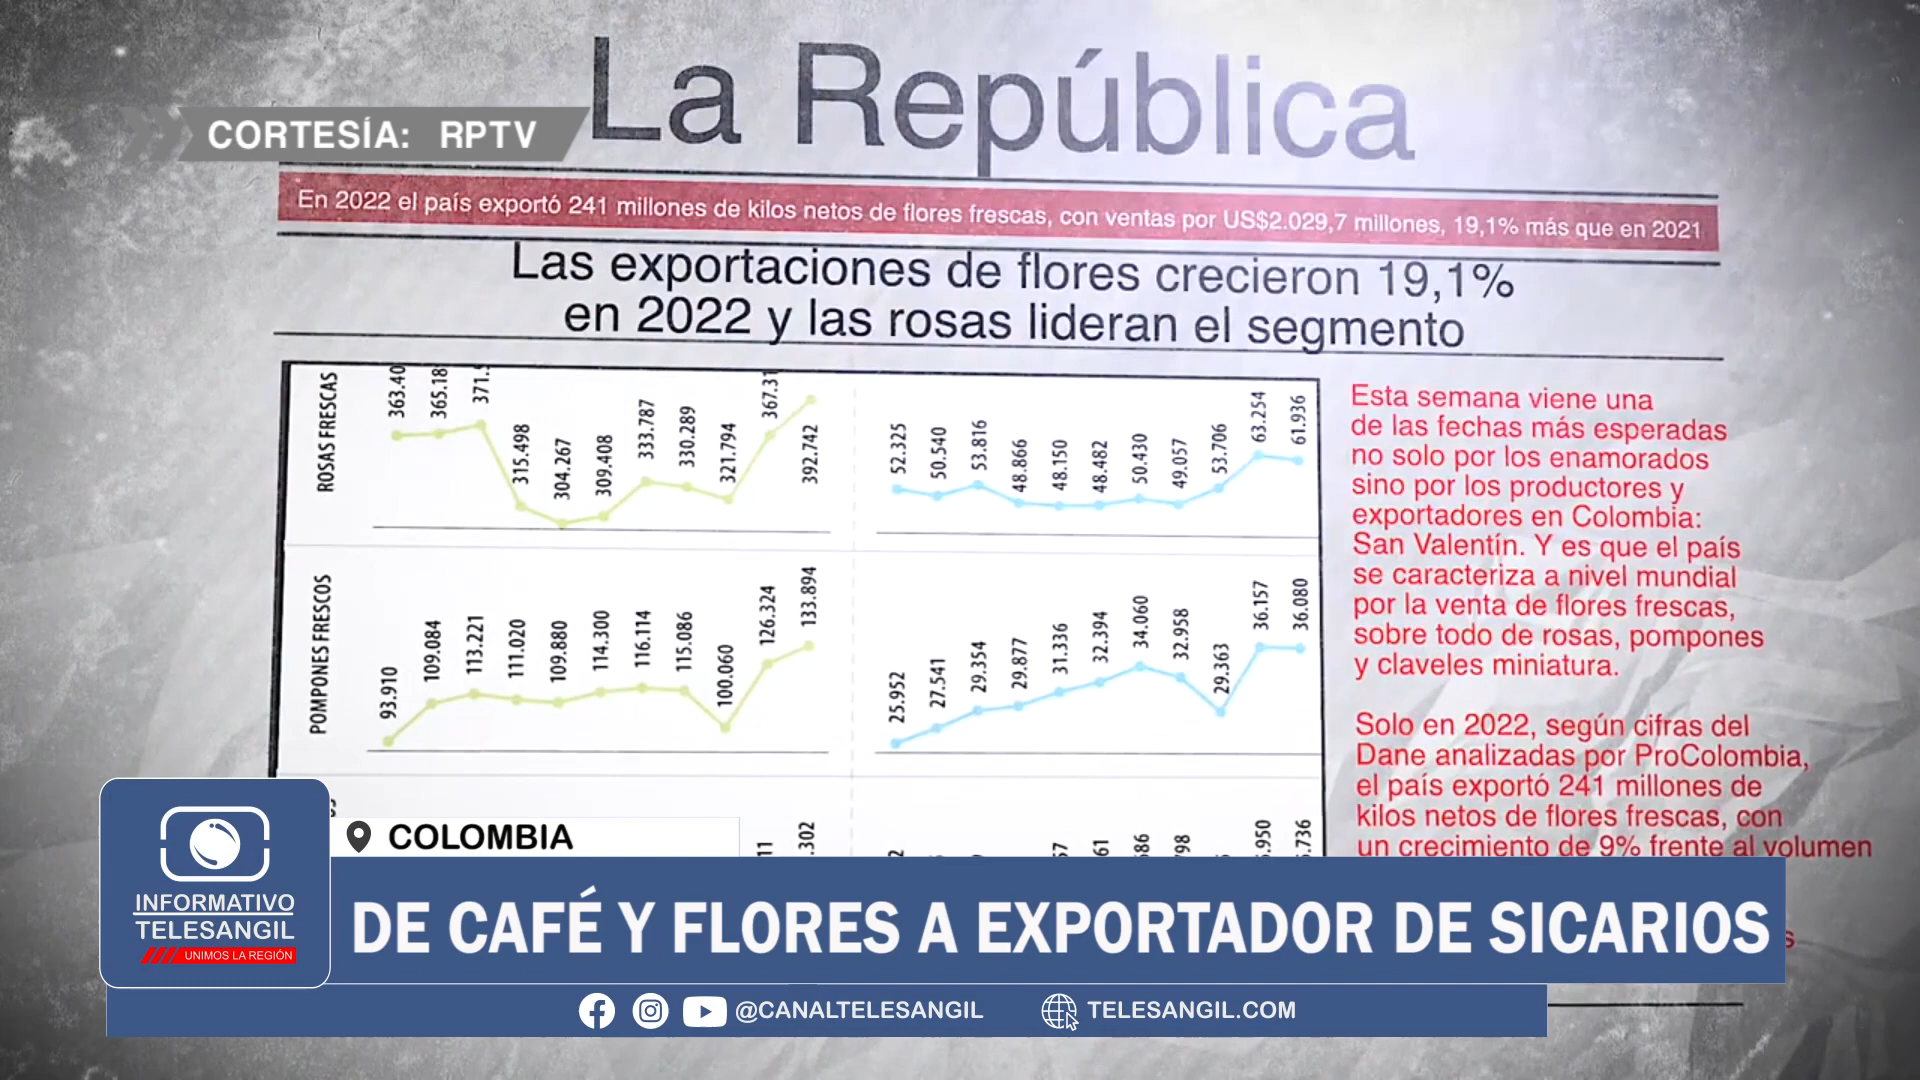 La República
CORTESÍA: RPTV
En 2022 el país exportó 241 millones de kilos netos de flores frescas, con ventas por US$2.029,7 millones, 19,1% más que en 2021
Las exportaciones de flores crecieron 19,1%
en 2022 y las rosas lideran el segmento
ROSAS FRESCAS
363.40
365.18
371.
315.498
304.267
309.408
333.787
330.289
321.794
367.31
392.742
52.325
50.540
53.816
48.866
48.150
48.482
50.430
49.057
53.706
63.254
61.936
POMPONES FRESCOS
93.910
109.084
113.221
111.020
109.880
114.300
116.114
115.086
100.060
126.324
133.894
25.952
27.541
29.354
29.877
31.336
32.394
34.060
32.958
29.363
36.157
36.080
Esta semana viene una
de las fechas más esperadas
no solo por los enamorados
sino por los productores y
exportadores en Colombia:
San Valentín. Y es que el país
se caracteriza a nivel mundial
por la venta de flores frescas,
sobre todo de rosas, pompones
y claveles miniatura.
Solo en 2022, según cifras del
Dane analizadas por ProColombia,
el país exportó 241 millones de
kilos netos de flores frescas, con
un crecimiento de 9% frente al volumen
COLOMBIA
INFORMATIVO
TELESANGIL
UNIMOS LA REGIÓN
DE CAFÉ Y FLORES A EXPORTADOR DE SICARIOS
@CANALTELESANGIL
TELESANGIL.COM